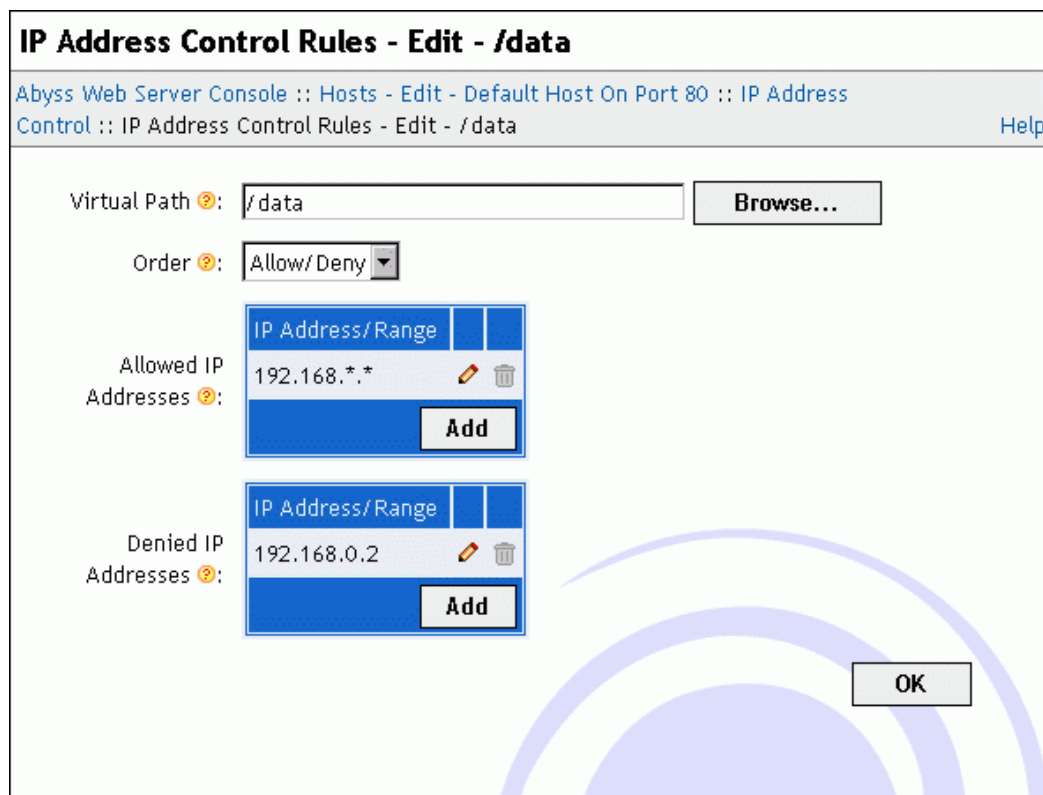 IP Address Control Rules - Edit - /data
Abyss Web Server Console :: Hosts - Edit - Default Host On Port 80 :: IP Address
Control :: IP Address Control Rules - Edit - /data
Help
Virtual Path ?: /data Browse...
Order ?: Allow/Deny
Allowed IP
Addresses ?:
IP Address/Range
192.168.*.*
Add
Denied IP
Addresses ?:
IP Address/Range
192.168.0.2
Add
OK